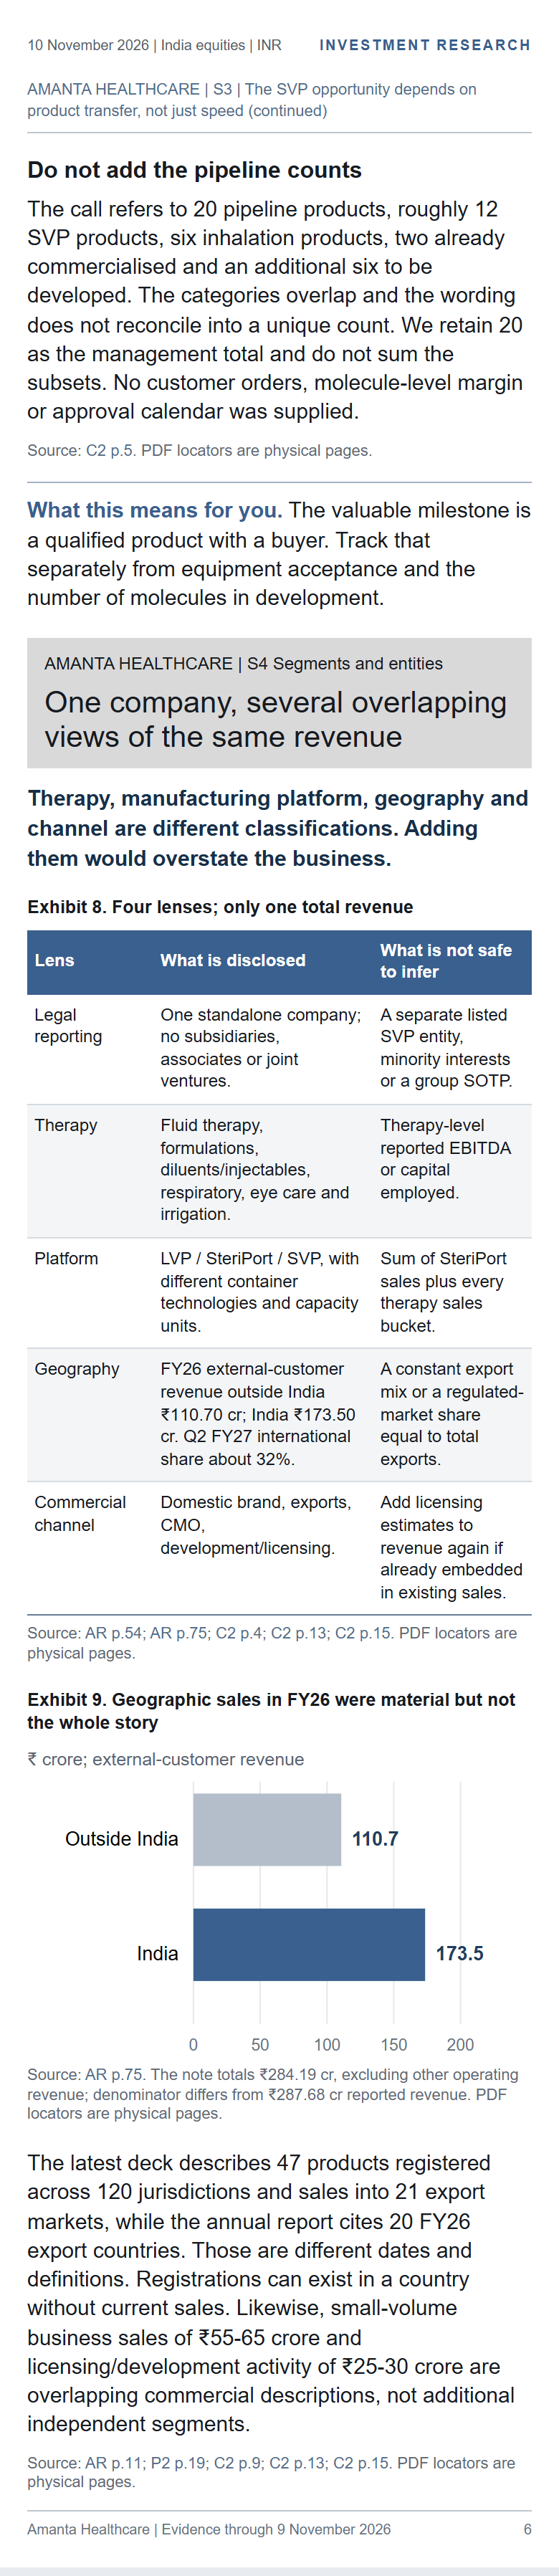 10 November 2026 | India equities | INR INVESTMENT RESEARCH
AMANTA HEALTHCARE | S3 | The SVP opportunity depends on
product transfer, not just speed (continued)
Do not add the pipeline counts
The call refers to 20 pipeline products, roughly 12
SVP products, six inhalation products, two already
commercialised and an additional six to be
developed. The categories overlap and the wording
does not reconcile into a unique count. We retain 20
as the management total and do not sum the
subsets. No customer orders, molecule-level margin
or approval calendar was supplied.
Source: C2 p.5. PDF locators are physical pages.
What this means for you. The valuable milestone is
a qualified product with a buyer. Track that
separately from equipment acceptance and the
number of molecules in development.
AMANTA HEALTHCARE | S4 Segments and entities
One company, several overlapping
views of the same revenue
Therapy, manufacturing platform, geography and
channel are different classifications. Adding
them would overstate the business.
Exhibit 8. Four lenses; only one total revenue
Lens
What is disclosed
What is not safe
to infer
Legal
reporting
One standalone company;
no subsidiaries,
associates or joint
ventures.
A separate listed
SVP entity,
minority interests
or a group SOTP.
Therapy
Fluid therapy,
formulations,
diluents/injectables,
respiratory, eye care and
irrigation.
Therapy-level
reported EBITDA
or capital
employed.
Platform
LVP / SteriPort / SVP, with
different container
technologies and capacity
units.
Sum of SteriPort
sales plus every
therapy sales
bucket.
Geography
FY26 external-customer
revenue outside India
₹110.70 cr; India ₹173.50
cr. Q2 FY27 international
share about 32%.
A constant export
mix or a regulated-
market share
equal to total
exports.
Commercial
channel
Domestic brand, exports,
CMO,
development/licensing.
Add licensing
estimates to
revenue again if
already embedded
in existing sales.
Source: AR p.54; AR p.75; C2 p.4; C2 p.13; C2 p.15. PDF locators are
physical pages.
Exhibit 9. Geographic sales in FY26 were material but not
the whole story
₹ crore; external-customer revenue
Outside India 110.7
India 173.5
0 50 100 150 200
Source: AR p.75. The note totals ₹284.19 cr, excluding other operating
revenue; denominator differs from ₹287.68 cr reported revenue. PDF
locators are physical pages.
The latest deck describes 47 products registered
across 120 jurisdictions and sales into 21 export
markets, while the annual report cites 20 FY26
export countries. Those are different dates and
definitions. Registrations can exist in a country
without current sales. Likewise, small-volume
business sales of ₹55-65 crore and
licensing/development activity of ₹25-30 crore are
overlapping commercial descriptions, not additional
independent segments.
Source: AR p.11; P2 p.19; C2 p.9; C2 p.13; C2 p.15. PDF locators are
physical pages.
Amanta Healthcare | Evidence through 9 November 2026 6